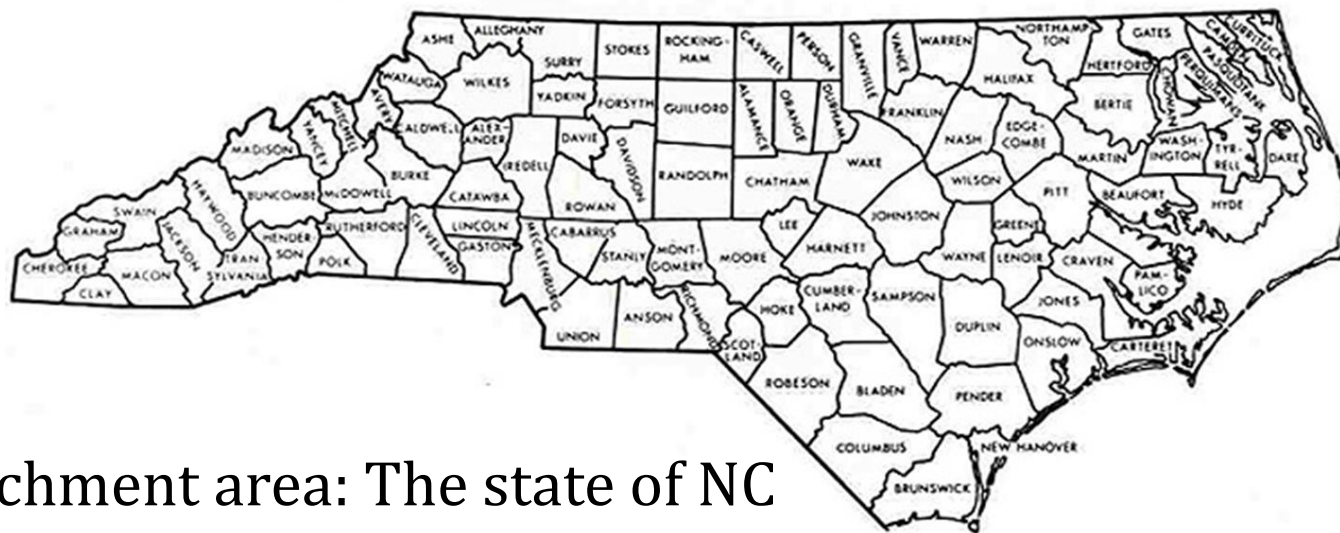 ASHE
ALLEGHANY
SURRY
STOKES
ROCKING-
HAM
CASWELL
PERSON
GRANVILLE
VANCE
WARREN
NORTHAMP
TON
GATES
CAMDEN
CURRITUCK
PASQUOTANK
PERQUIMANS
CHOWAN
HERTFORD
HALIFAX
BERTIE
WATAUGA
WILKES
YADKIN
FORSYTH
GUILFORD
ALAMANCE
ORANGE
DURHAM
FRANKLIN
NASH
EDGE-
COMBE
MARTIN
WASH-
INGTON
TYR-
RELL
DARE
MADISON
YANCEY
MITCHELL
AVERY
CALDWELL
ALEX-
ANDER
IREDELL
DAVIE
DAVIDSON
RANDOLPH
CHATHAM
WAKE
WILSON
PITT
BEAUFORT
HYDE
SWAIN
HAYWOOD
BUNCOMBE
McDOWELL
BURKE
CATAWBA
ROWAN
JOHNSTON
GREENE
GRAHAM
JACKSON
HENDER-
SON
RUTHERFORD
CLEVELAND
LINCOLN
GASTON
MECKLENBURG
CABARRUS
STANLY
MONT-
GOMERY
MOORE
LEE
HARNETT
WAYNE
LENOIR
CRAVEN
PAM-
LICO
CHEROKEE
CLAY
MACON
TRAN
SYLVANIA
POLK
UNION
ANSON
RICHMOND
SCOT-
LAND
HOKE
CUMBER-
LAND
SAMPSON
DUPLIN
JONES
ONSLOW
CARTERET
ROBESON
BLADEN
PENDER
COLUMBUS
NEW HANOVER
BRUNSWICK
chment area: The state of NC